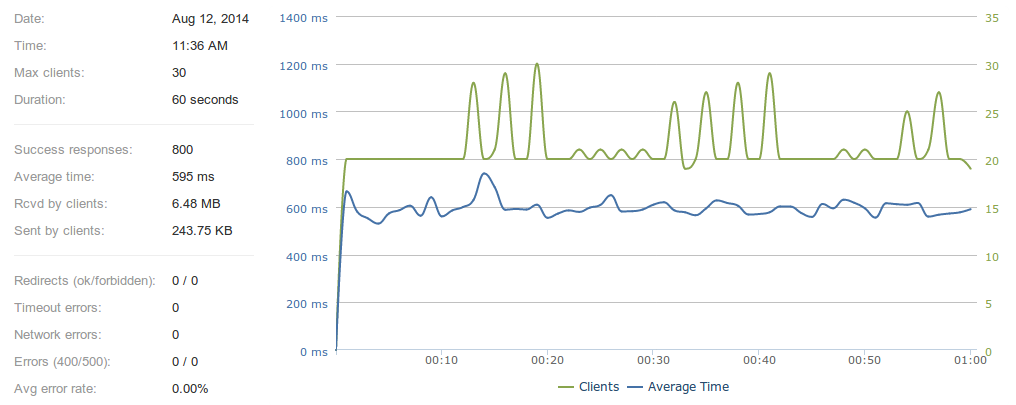 Date: Aug 12, 2014
Time: 11:36 AM
Max clients: 30
Duration: 60 seconds
Success responses: 800
Average time: 595 ms
Rcvd by clients: 6.48 MB
Sent by clients: 243.75 KB
Redirects (ok/forbidden): 0 / 0
Timeout errors: 0
Network errors: 0
Errors (400/500): 0 / 0
Avg error rate: 0.00%
1400 ms 35
1200 ms 30
1000 ms 25
800 ms 20
600 ms 15
400 ms 10
200 ms 5
0 ms 0
00:10 00:20 00:30 00:40 00:50 01:00
Clients Average Time